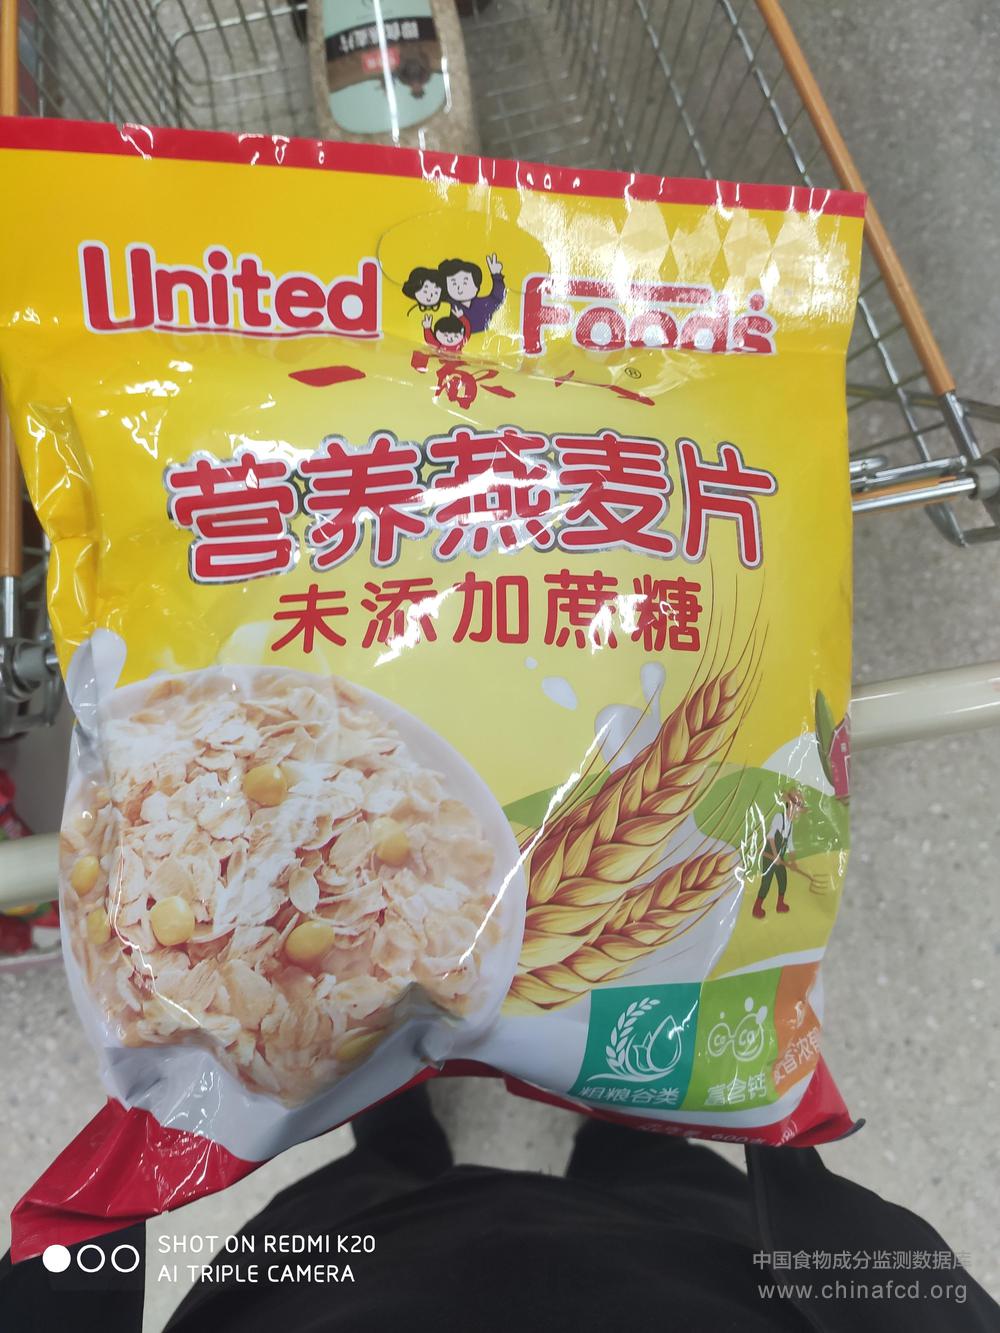 United Foods
一家人®
营养燕麦片
未添加蔗糖
Ca Ca
粗粮谷类
富含钙
SHOT ON REDMI K20
AI TRIPLE CAMERA
中国食物成分监测数据库
www.chinafcd.org